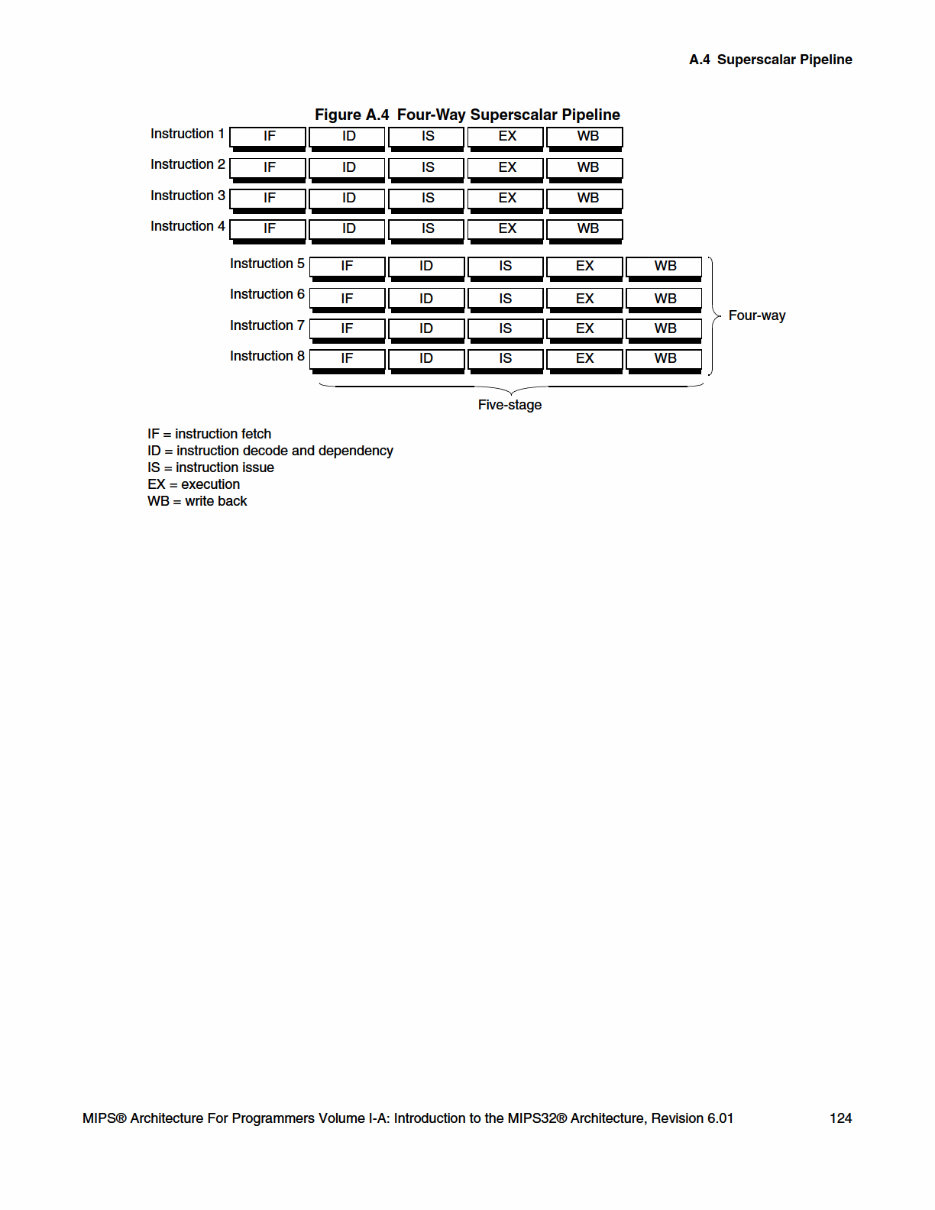 A.4 Superscalar Pipeline
Figure A.4 Four-Way Superscalar Pipeline
Instruction 1 IF ID IS EX WB
Instruction 2 IF ID IS EX WB
Instruction 3 IF ID IS EX WB
Instruction 4 IF ID IS EX WB
Instruction 5 IF ID IS EX WB
Instruction 6 IF ID IS EX WB
Four-way
Instruction 7 IF ID IS EX WB
Instruction 8 IF ID IS EX WB
Five-stage
IF = instruction fetch
ID = instruction decode and dependency
IS = instruction issue
EX = execution
WB = write back
MIPS® Architecture For Programmers Volume I-A: Introduction to the MIPS32® Architecture, Revision 6.01 124